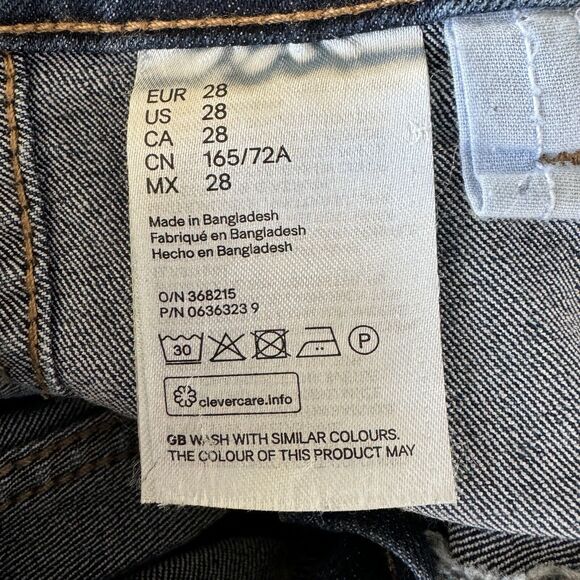 EUR 28
US 28
CA 28
CN 165/72A
MX 28
Made in Bangladesh
Fabriqué en Bangladesh
Hecho en Bangladesh
O/N 368215
P/N 0636323 9
30
P
clevercare.info
GB WASH WITH SIMILAR COLOURS.
THE COLOUR OF THIS PRODUCT MAY